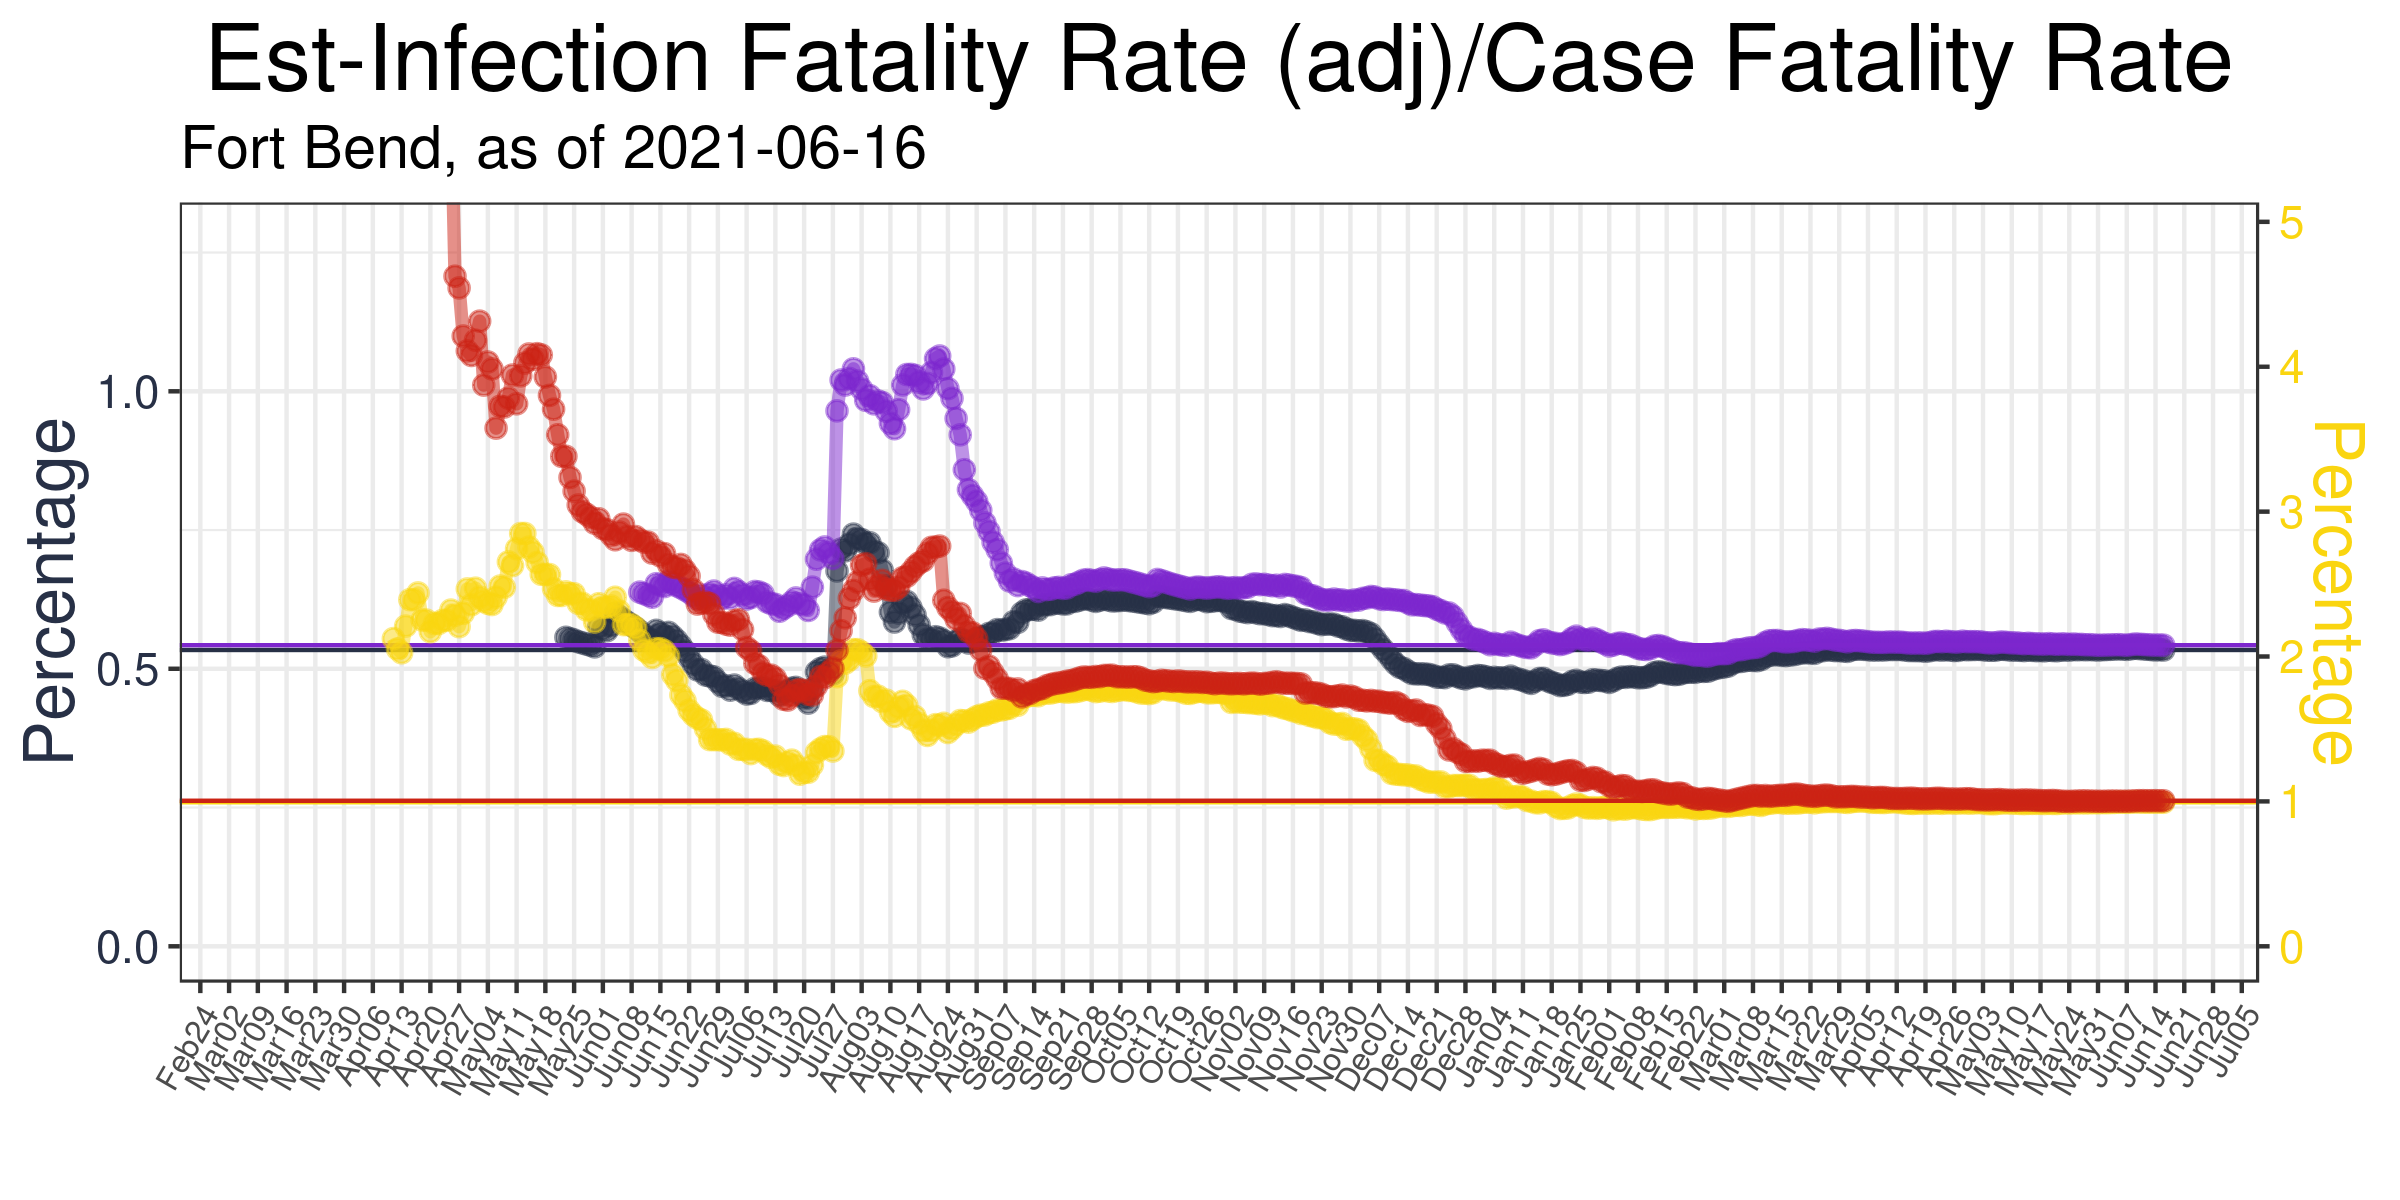 Est-Infection Fatality Rate (adj)/Case Fatality Rate
Fort Bend, as of 2021-06-16
Percentage
1.0
0.5
0.0
5
4
3
2
1
0
Percentage
Feb24
Mar02
Mar09
Mar16
Mar23
Mar30
Apr06
Apr13
Apr20
Apr27
May04
May11
May18
May25
Jun01
Jun08
Jun15
Jun22
Jun29
Jul06
Jul13
Jul20
Jul27
Aug03
Aug10
Aug17
Aug24
Aug31
Sep07
Sep14
Sep21
Sep28
Oct05
Oct12
Oct19
Oct26
Nov02
Nov09
Nov16
Nov23
Nov30
Dec07
Dec14
Dec21
Dec28
Jan04
Jan11
Jan18
Jan25
Feb01
Feb08
Feb15
Feb22
Mar01
Mar08
Mar15
Mar22
Mar29
Apr05
Apr12
Apr19
Apr26
May03
May10
May17
May24
May31
Jun07
Jun14
Jun21
Jun28
Jul05